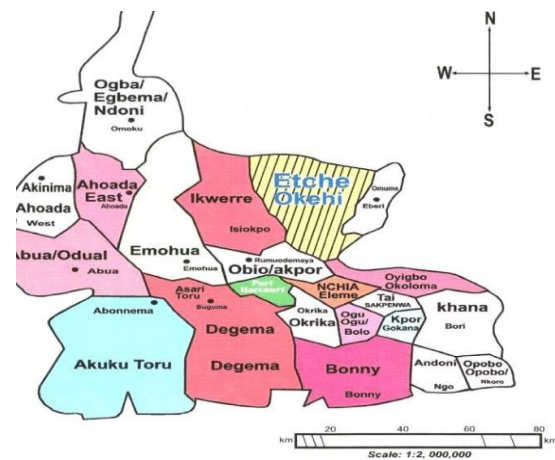 N
W E
S
Ogba/
Egbema/
Ndoni
Omoku
Akinima
Ahoada
West
Ahoada
East
Ahoada
Ikwerre
Isiokpo
Etche
Okehi
Omuma
Eberi
Abua/Odual
Abua
Emohua
Emohua
Rumuodemaya
Obio/akpor
Port
Harcourt
NCHIA
Eleme
Oyigbo
Okoloma
Tai
SAKPENWA
khana
Bori
Asari
Toru
Buguma
Abonnema
Okrika
Okrika
Ogu
Ogu/
Bolo
Kpor
Gokana
Degema
Degema
Akuku Toru
Bonny
Bonny
Andoni
Ngo
Opobo
Opobo/
Nkoro
km 20 40 60 80 km
Scale: 1:2, 000,000